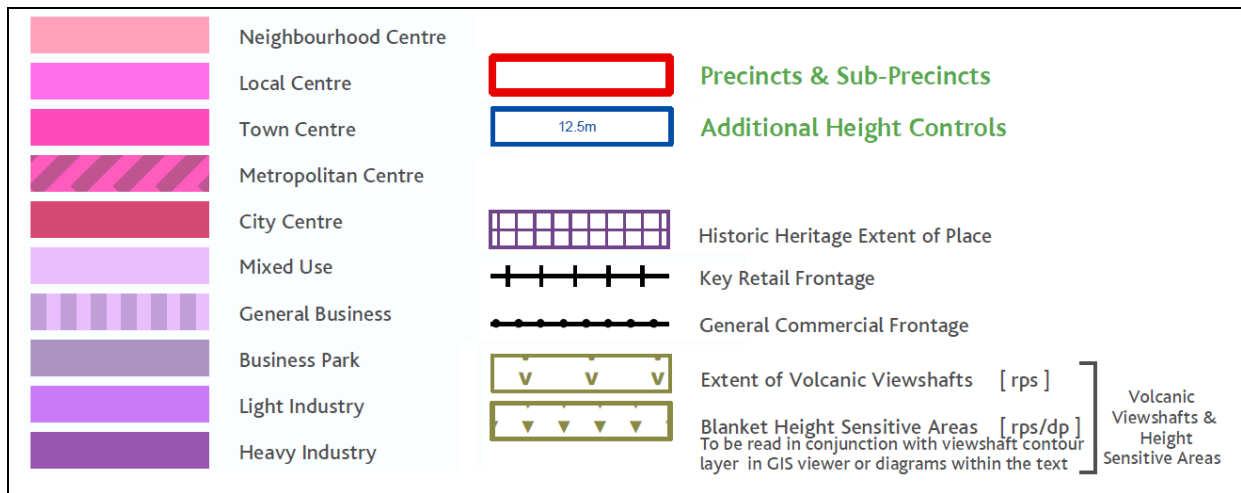 Neighbourhood Centre
Local Centre
Town Centre
Metropolitan Centre
City Centre
Mixed Use
General Business
Business Park
Light Industry
Heavy Industry
Precincts & Sub-Precincts
12.5m
Additional Height Controls
Historic Heritage Extent of Place
Key Retail Frontage
General Commercial Frontage
Extent of Volcanic Viewshafts [ rps ]
Blanket Height Sensitive Areas [rps/dp ]
To be read in conjunction with viewshaft contour
layer in GIS viewer or diagrams within the text
Volcanic
Viewshafts &
Height
Sensitive Areas